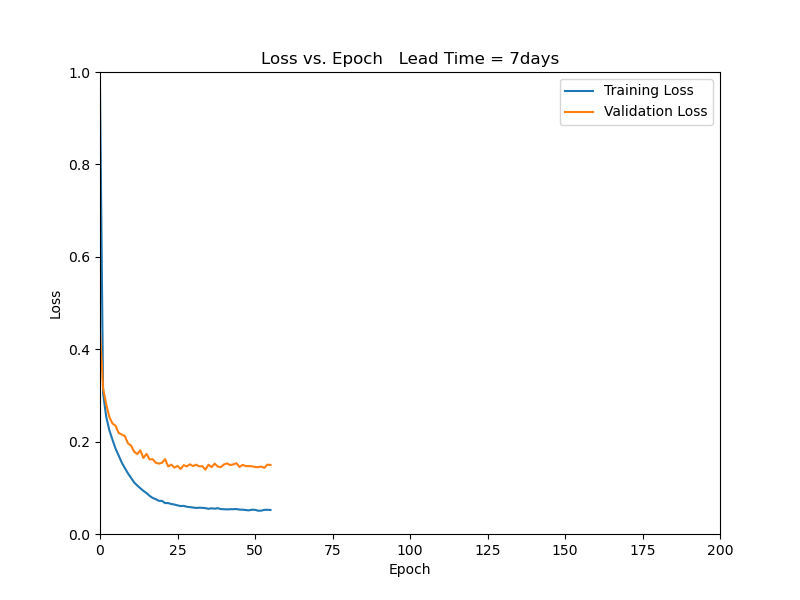 Loss vs. Epoch   Lead Time = 7days
1.0
Training Loss
Validation Loss
0.8
0.6
Loss
0.4
0.2
0.0
0 25 50 75 100 125 150 175 200
Epoch